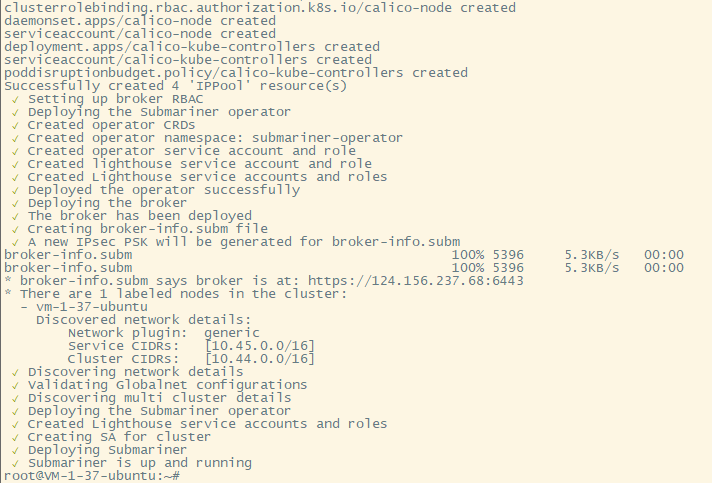 clusterrolebinding.rbac.authorization.k8s.io/calico-node created
daemonset.apps/calico-node created
serviceaccount/calico-node created
deployment.apps/calico-kube-controllers created
serviceaccount/calico-kube-controllers created
poddisruptionbudget.policy/calico-kube-controllers created
Successfully created 4 'IPPool' resource(s)
 ✓ Setting up broker RBAC
 ✓ Deploying the Submariner operator
 ✓ Created operator CRDs
 ✓ Created operator namespace: submariner-operator
 ✓ Created operator service account and role
 ✓ Created lighthouse service account and role
 ✓ Created Lighthouse service accounts and roles
 ✓ Deployed the operator successfully
 ✓ Deploying the broker
 ✓ The broker has been deployed
 ✓ Creating broker-info.subm file
 ✓ A new IPsec PSK will be generated for broker-info.subm
broker-info.subm                                        100% 5396     5.3KB/s   00:00
broker-info.subm                                        100% 5396     5.3KB/s   00:00
* broker-info.subm says broker is at: https://124.156.237.68:6443
* There are 1 labeled nodes in the cluster:
  - vm-1-37-ubuntu
    Discovered network details:
        Network plugin:  generic
        Service CIDRs:   [10.45.0.0/16]
        Cluster CIDRs:   [10.44.0.0/16]
 ✓ Discovering network details
 ✓ Validating Globalnet configurations
 ✓ Discovering multi cluster details
 ✓ Deploying the Submariner operator
 ✓ Created Lighthouse service accounts and roles
 ✓ Creating SA for cluster
 ✓ Deploying Submariner
 ✓ Submariner is up and running
root@VM-1-37-ubuntu:~#